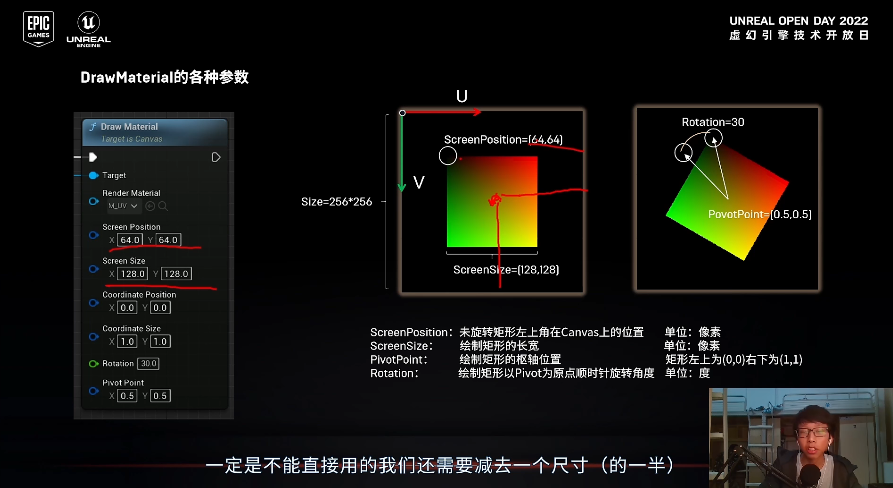 EPIC
GAMES
UNREAL
ENGINE
UNREAL OPEN DAY 2022
虚幻引擎技术开放日
DrawMaterial的各种参数
f Draw Material
Target is Canvas
Target
Render Material
M_UV
Screen Position
X 64.0 Y 64.0
Screen Size
X 128.0 Y 128.0
Coordinate Position
X 0.0 Y 0.0
Coordinate Size
X 1.0 Y 1.0
Rotation 30.0
Pivot Point
X 0.5 Y 0.5
U
V
ScreenPosition=(64,64)
Size=256*256
ScreenSize=(128,128)
Rotation=30
PovotPoint=(0.5,0.5)
ScreenPosition：未旋转矩形左上角在Canvas上的位置 单位：像素
ScreenSize： 绘制矩形的长宽 单位：像素
PivotPoint： 绘制矩形的枢轴位置 矩形左上为(0,0)右下为(1,1)
Rotation： 绘制矩形以Pivot为原点顺时针旋转角度 单位：度
一定是不能直接用的我们还需要减去一个尺寸（的一半）